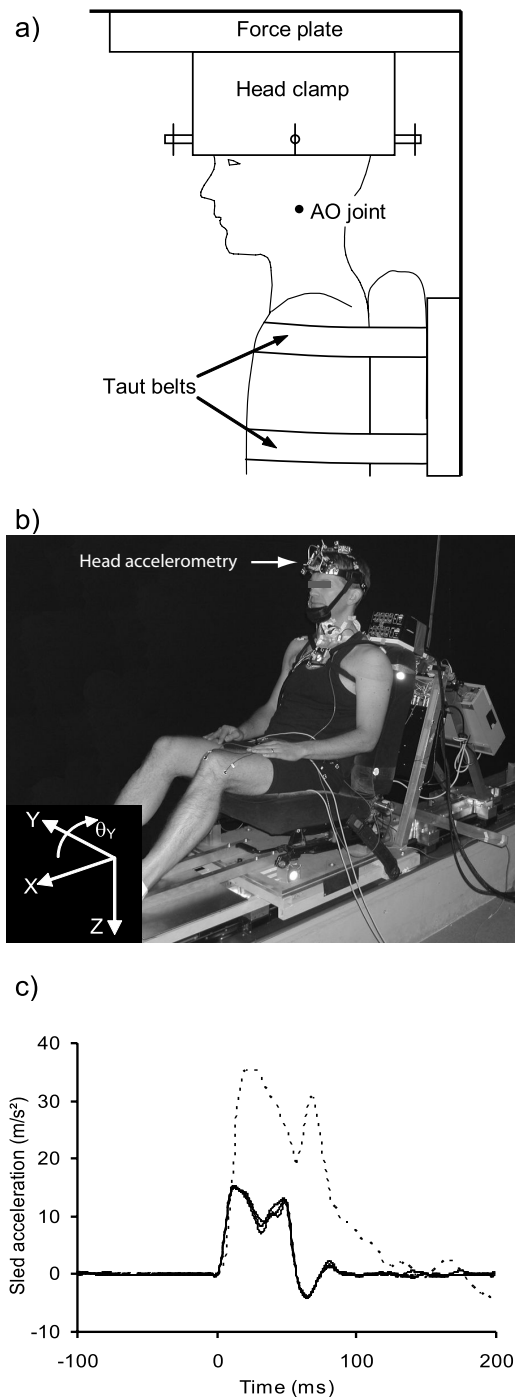 a)
Force plate
Head clamp
AO joint
Taut belts
b)
Head accelerometry
Y
θY
X
Z
c)
Sled acceleration (m/s²)
40
30
20
10
0
-10
-100
0
100
200
Time (ms)